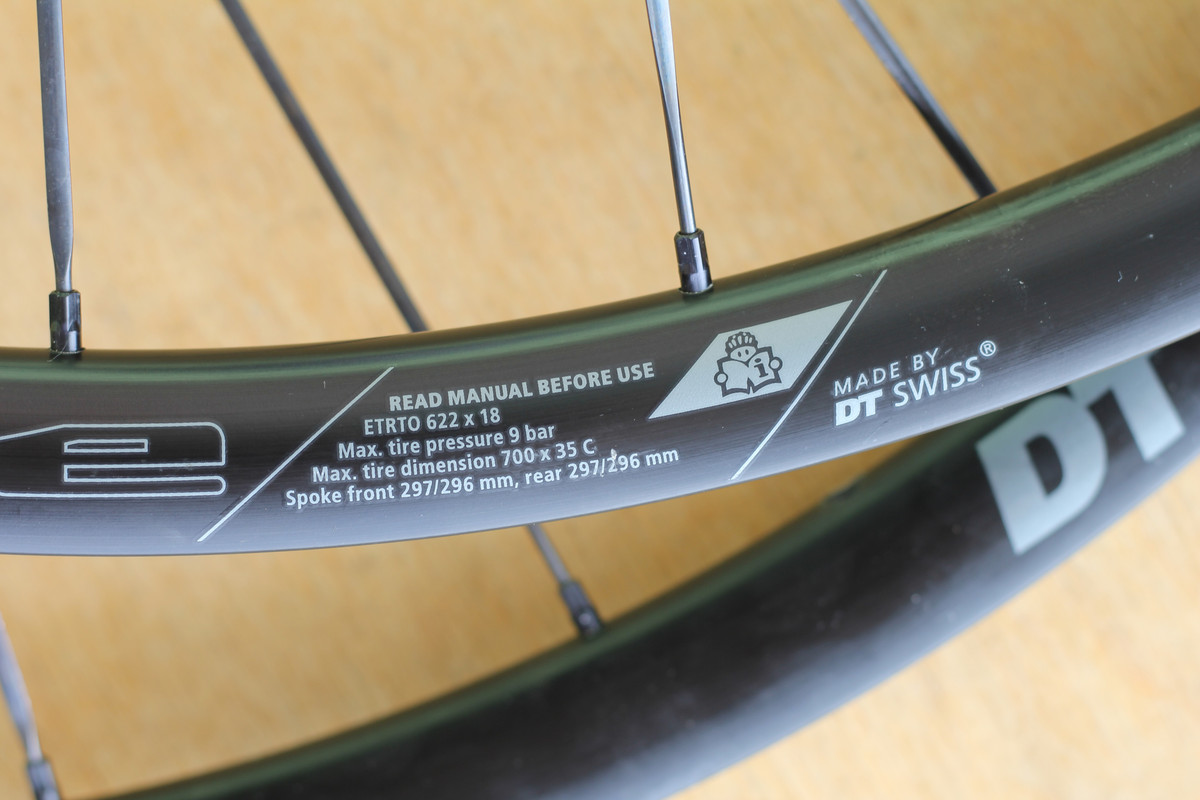 READ MANUAL BEFORE USE
ETRTO 622 x 18
Max. tire pressure 9 bar
Max. tire dimension 700 x 35 C
Spoke front 297/296 mm, rear 297/296 mm
i
MADE BY
DT SWISS®
DT